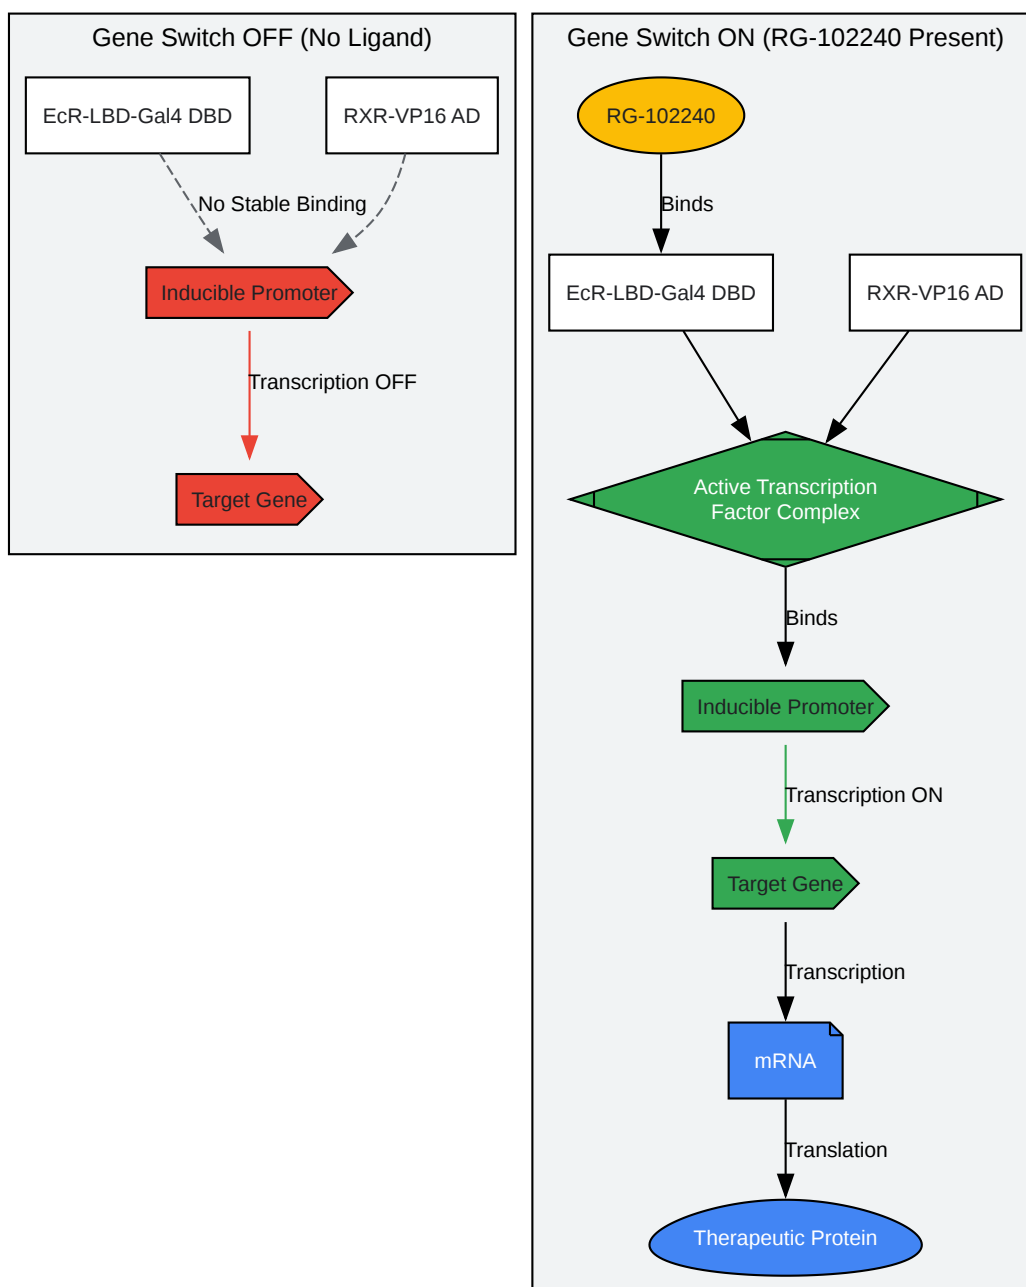 Gene Switch OFF (No Ligand)
EcR-LBD-Gal4 DBD
RXR-VP16 AD
No Stable Binding
Inducible Promoter
Transcription OFF
Target Gene
Gene Switch ON (RG-102240 Present)
RG-102240
Binds
EcR-LBD-Gal4 DBD
RXR-VP16 AD
Active Transcription
Factor Complex
Binds
Inducible Promoter
Transcription ON
Target Gene
Transcription
mRNA
Translation
Therapeutic Protein